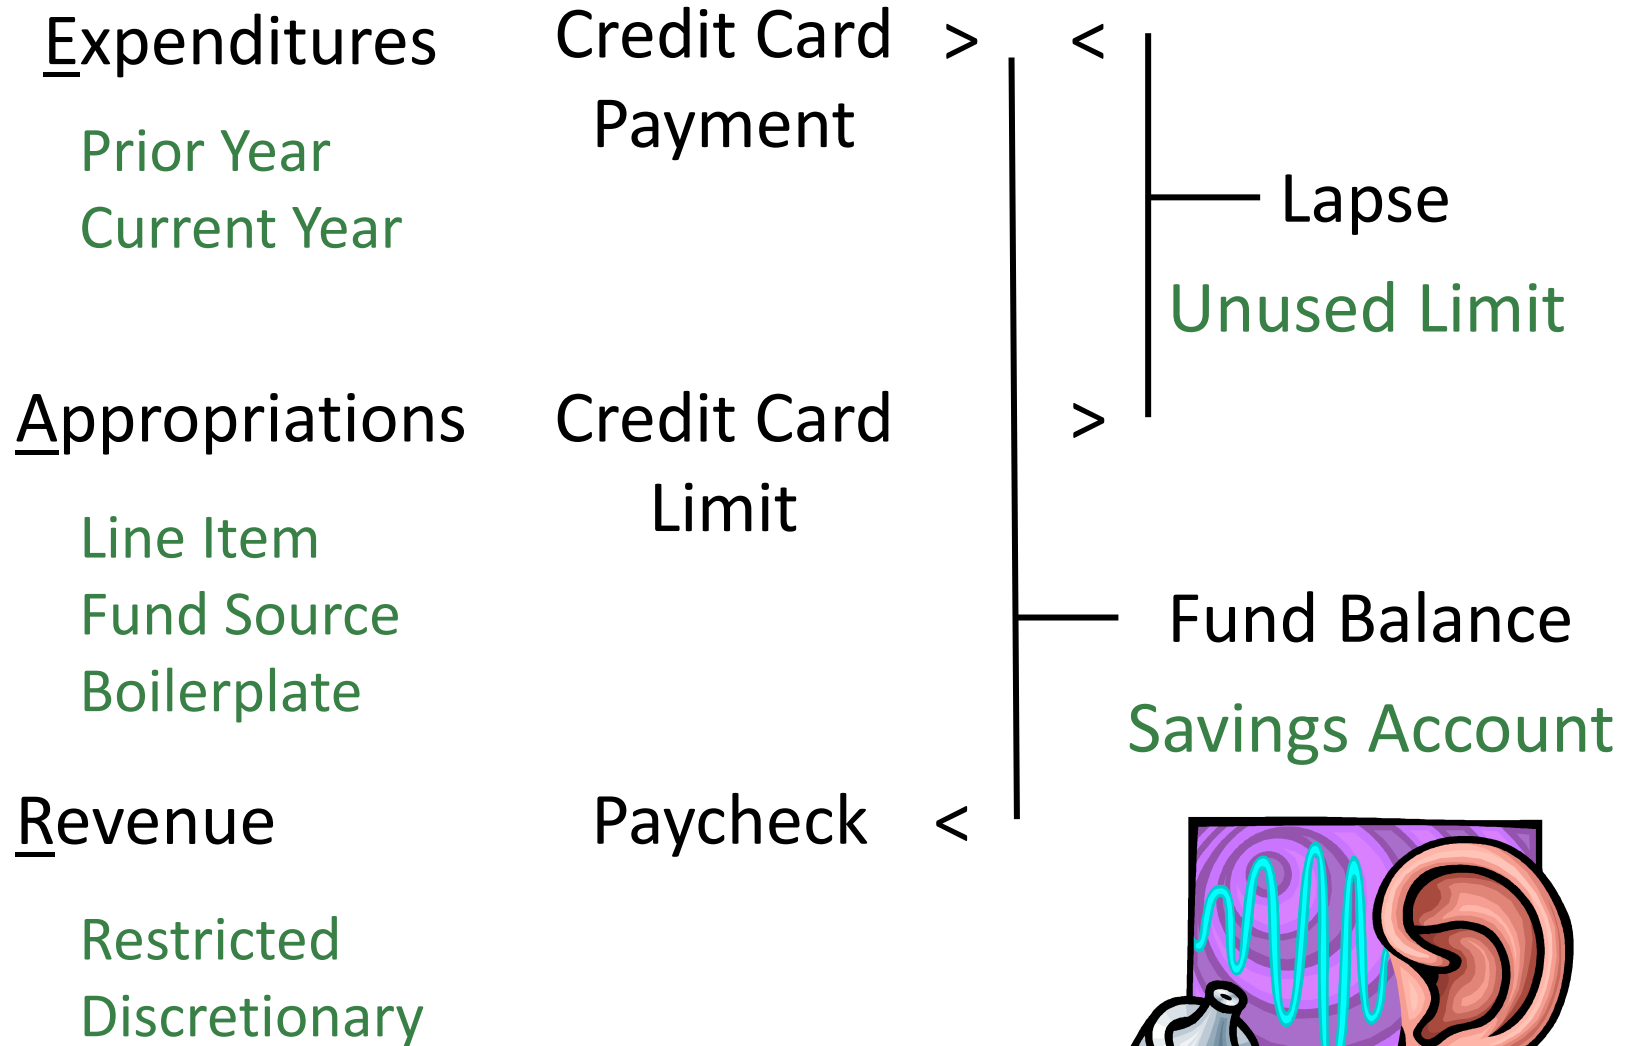 Expenditures
Credit Card
Payment
>
<
Prior Year
Current Year
Lapse
Unused Limit
Appropriations
Credit Card
Limit
>
Line Item
Fund Source
Boilerplate
Fund Balance
Savings Account
Revenue
Paycheck
<
Restricted
Discretionary